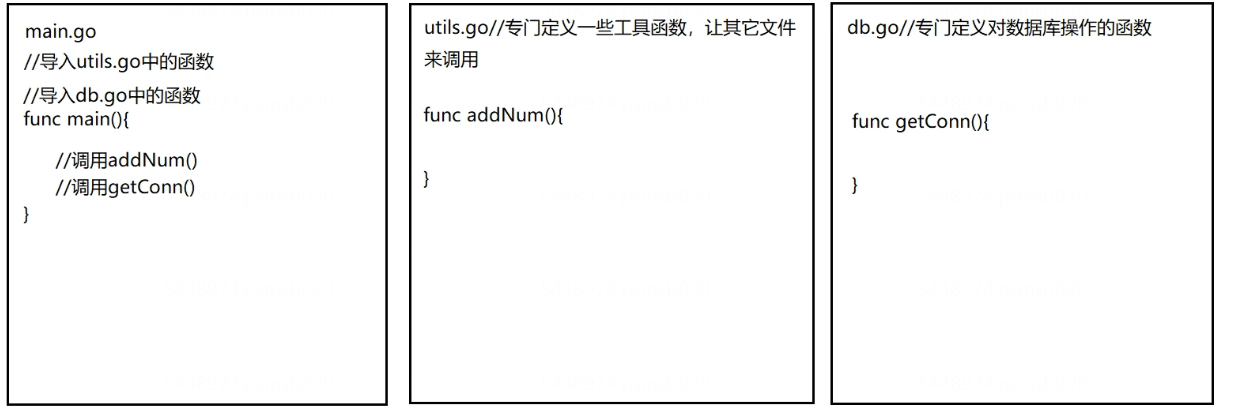 main.go
//导入utils.go中的函数
//导入db.go中的函数
func main(){
//调用addNum()
//调用getConn()
}
utils.go//专门定义一些工具函数，让其它文件
来调用
func addNum(){
}
db.go//专门定义对数据库操作的函数
func getConn(){
}